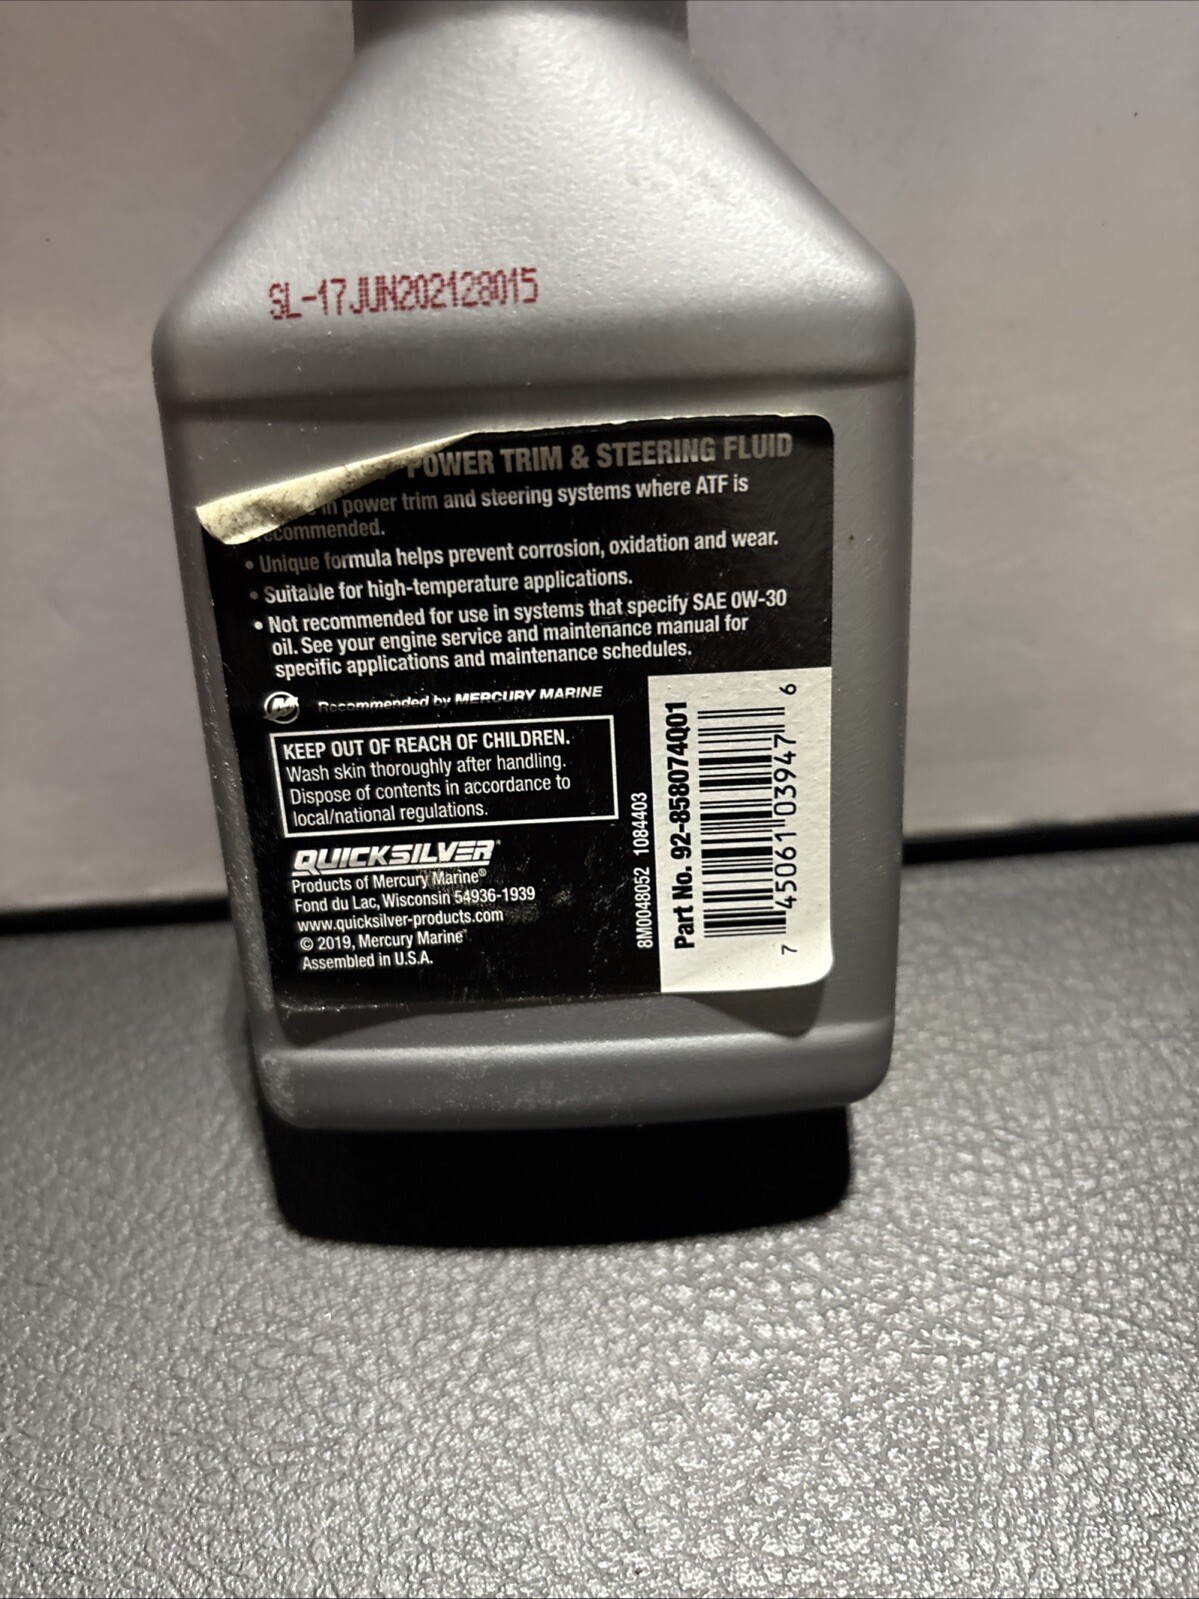 SL-17JUN202128015
POWER TRIM & STEERING FLUID
in power trim and steering systems where ATF is
commended.
• Unique formula helps prevent corrosion, oxidation and wear.
• Suitable for high-temperature applications.
• Not recommended for use in systems that specify SAE 0W-30
oil. See your engine service and maintenance manual for
specific applications and maintenance schedules.
Recommended by MERCURY MARINE
KEEP OUT OF REACH OF CHILDREN.
Wash skin thoroughly after handling.
Dispose of contents in accordance to
local/national regulations.
QUICKSILVER®
Products of Mercury Marine®
Fond du Lac, Wisconsin 54936-1939
www.quicksilver-products.com
© 2019, Mercury Marine
Assembled in U.S.A.
8M0048052 1084403
Part No. 92-858074Q01
7 45061 03947 6